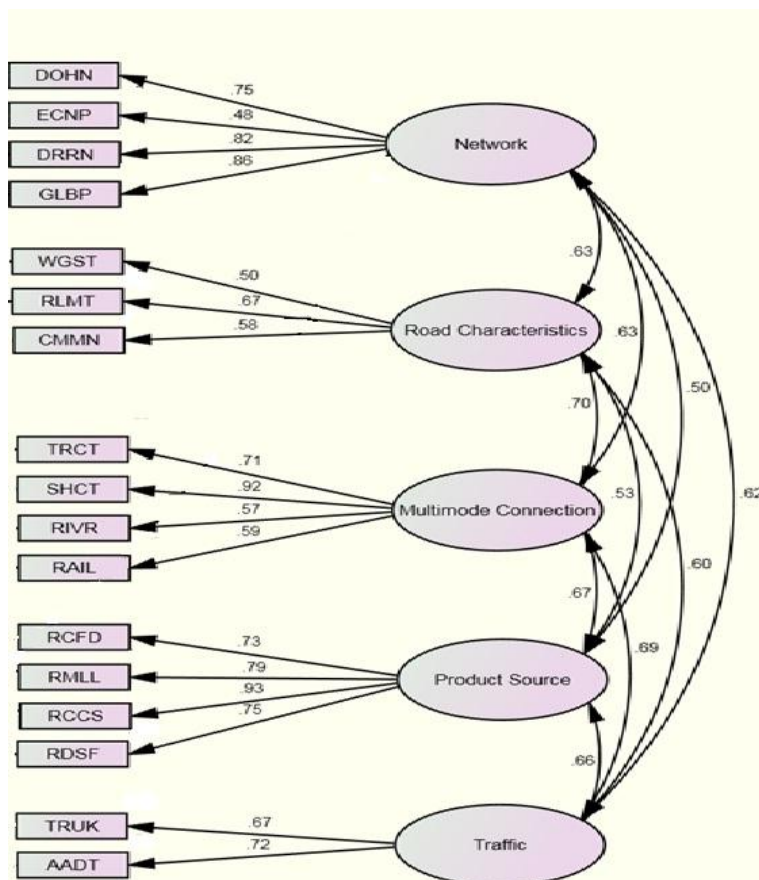 DOHN
.75
ECNP
.48
DRRN
.82
GLBP
.86
Network
.63
WGST
.50
RLMT
.67
CMMN
.58
Road Characteristics
.63
.50
.70
TRCT
.71
SHCT
.92
RIVR
.57
RAIL
.59
Multimode Connection
.53
.62
.60
.67
RCFD
.73
RMLL
.79
RCCS
.93
RDSF
.75
Product Source
.69
.66
TRUK
.67
AADT
.72
Traffic